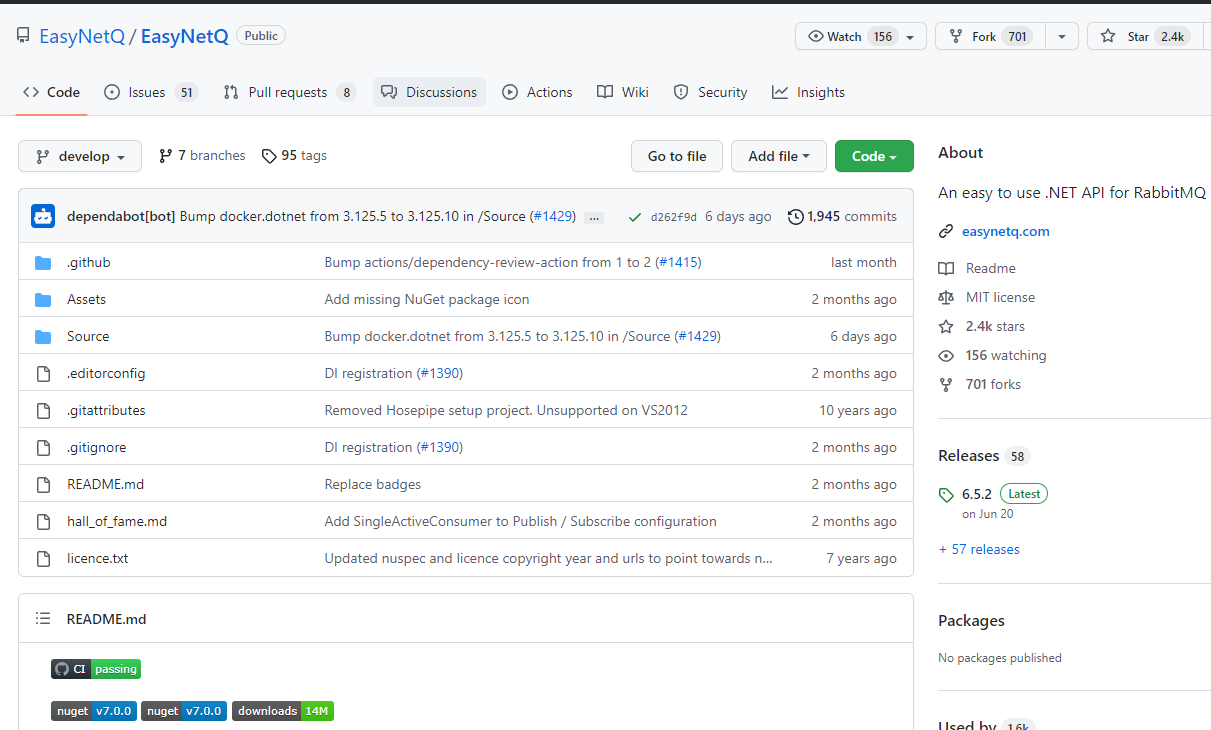 EasyNetQ / EasyNetQ Public Watch 156 Fork 701 Star 2.4k
Code Issues 51 Pull requests 8 Discussions Actions Wiki Security Insights
develop 7 branches 95 tags Go to file Add file Code
dependabot[bot] Bump docker.dotnet from 3.125.5 to 3.125.10 in /Source (#1429) ... d262f9d 6 days ago 1,945 commits
.github Bump actions/dependency-review-action from 1 to 2 (#1415) last month
Assets Add missing NuGet package icon 2 months ago
Source Bump docker.dotnet from 3.125.5 to 3.125.10 in /Source (#1429) 6 days ago
.editorconfig DI registration (#1390) 2 months ago
.gitattributes Removed Hosepipe setup project. Unsupported on VS2012 10 years ago
.gitignore DI registration (#1390) 2 months ago
README.md Replace badges 2 months ago
hall_of_fame.md Add SingleActiveConsumer to Publish / Subscribe configuration 2 months ago
licence.txt Updated nuspec and licence copyright year and urls to point towards n... 7 years ago
README.md
CI passing
nuget v7.0.0 nuget v7.0.0 downloads 14M
About
An easy to use .NET API for RabbitMQ
easynetq.com
Readme
MIT license
2.4k stars
156 watching
701 forks
Releases 58
6.5.2 Latest
on Jun 20
+ 57 releases
Packages
No packages published
Used by 1.6k